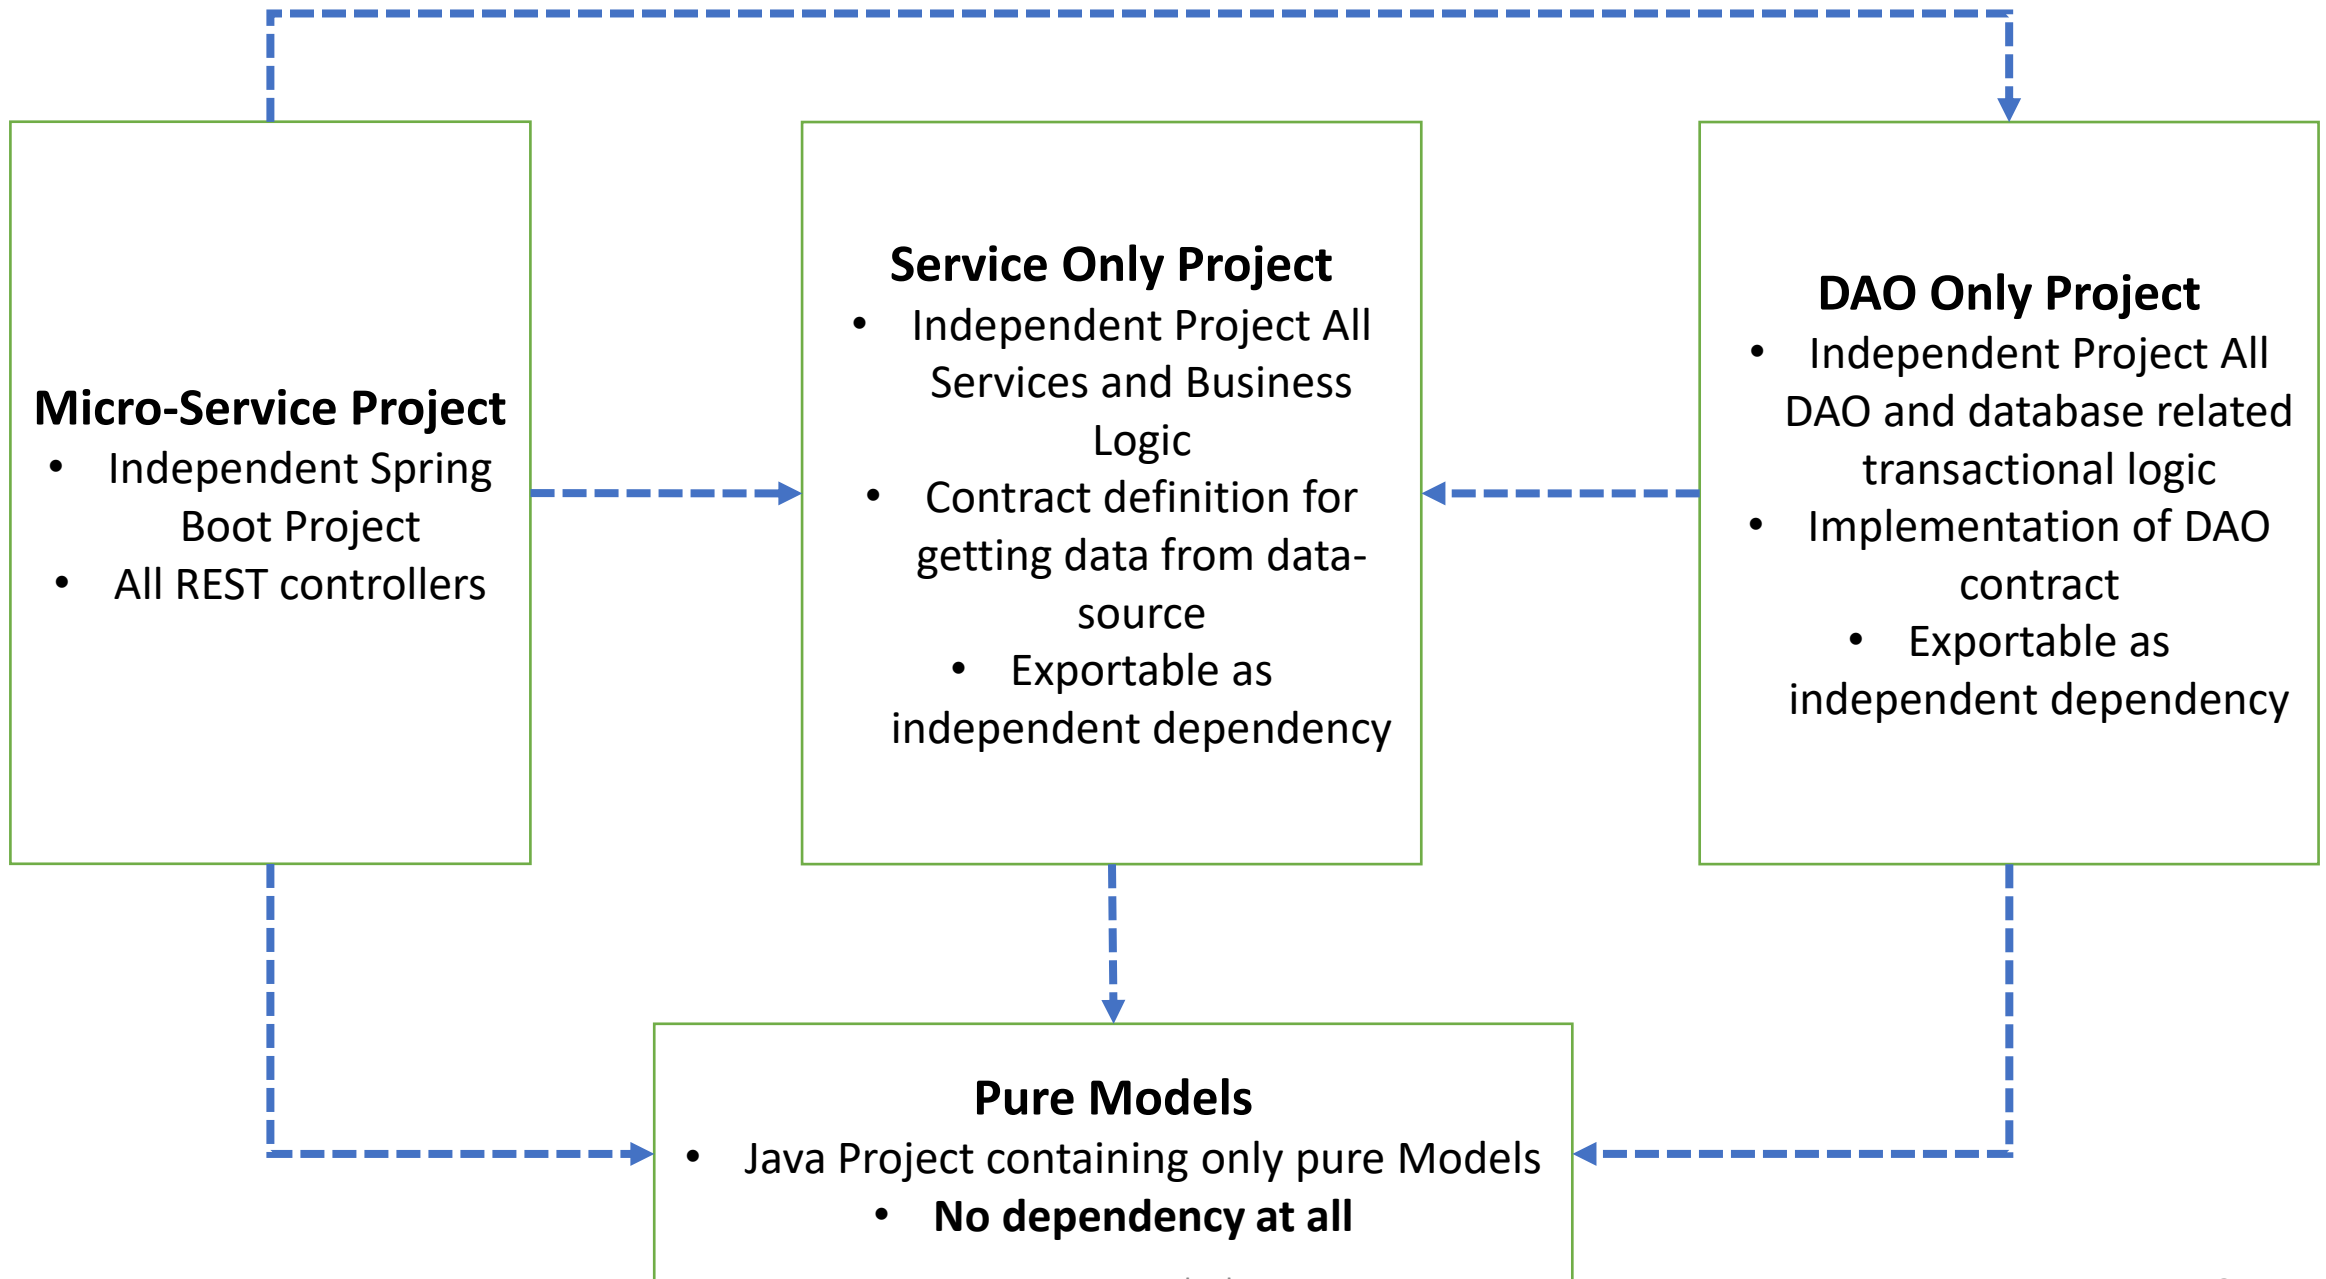 Micro-Service Project
• Independent Spring
Boot Project
• All REST controllers
Service Only Project
• Independent Project All
Services and Business
Logic
• Contract definition for
getting data from data-
source
• Exportable as
independent dependency
DAO Only Project
• Independent Project All
DAO and database related
transactional logic
• Implementation of DAO
contract
• Exportable as
independent dependency
Pure Models
• Java Project containing only pure Models
• No dependency at all